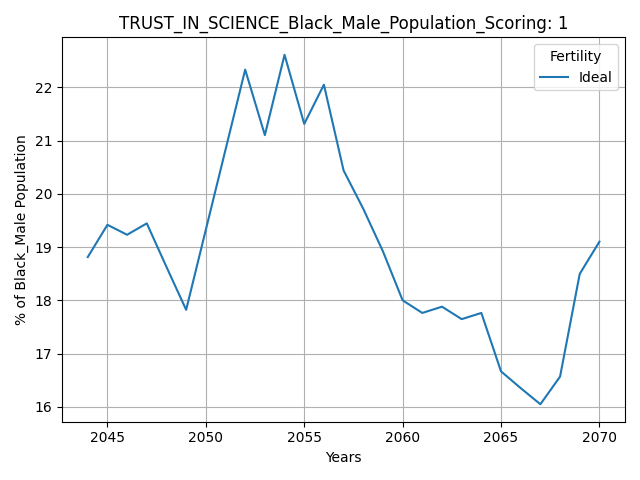 TRUST_IN_SCIENCE_Black_Male_Population_Scoring: 1
Fertility
Ideal
% of Black_Male Population
22
21
20
19
18
17
16
2045 2050 2055 2060 2065 2070
Years